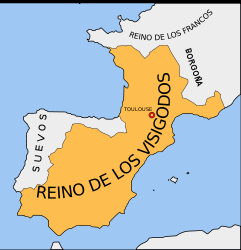 REINO DE LOS FRANCOS
BORGOÑA
TOULOUSE
SUEVOS
REINO DE LOS VISIGODOS